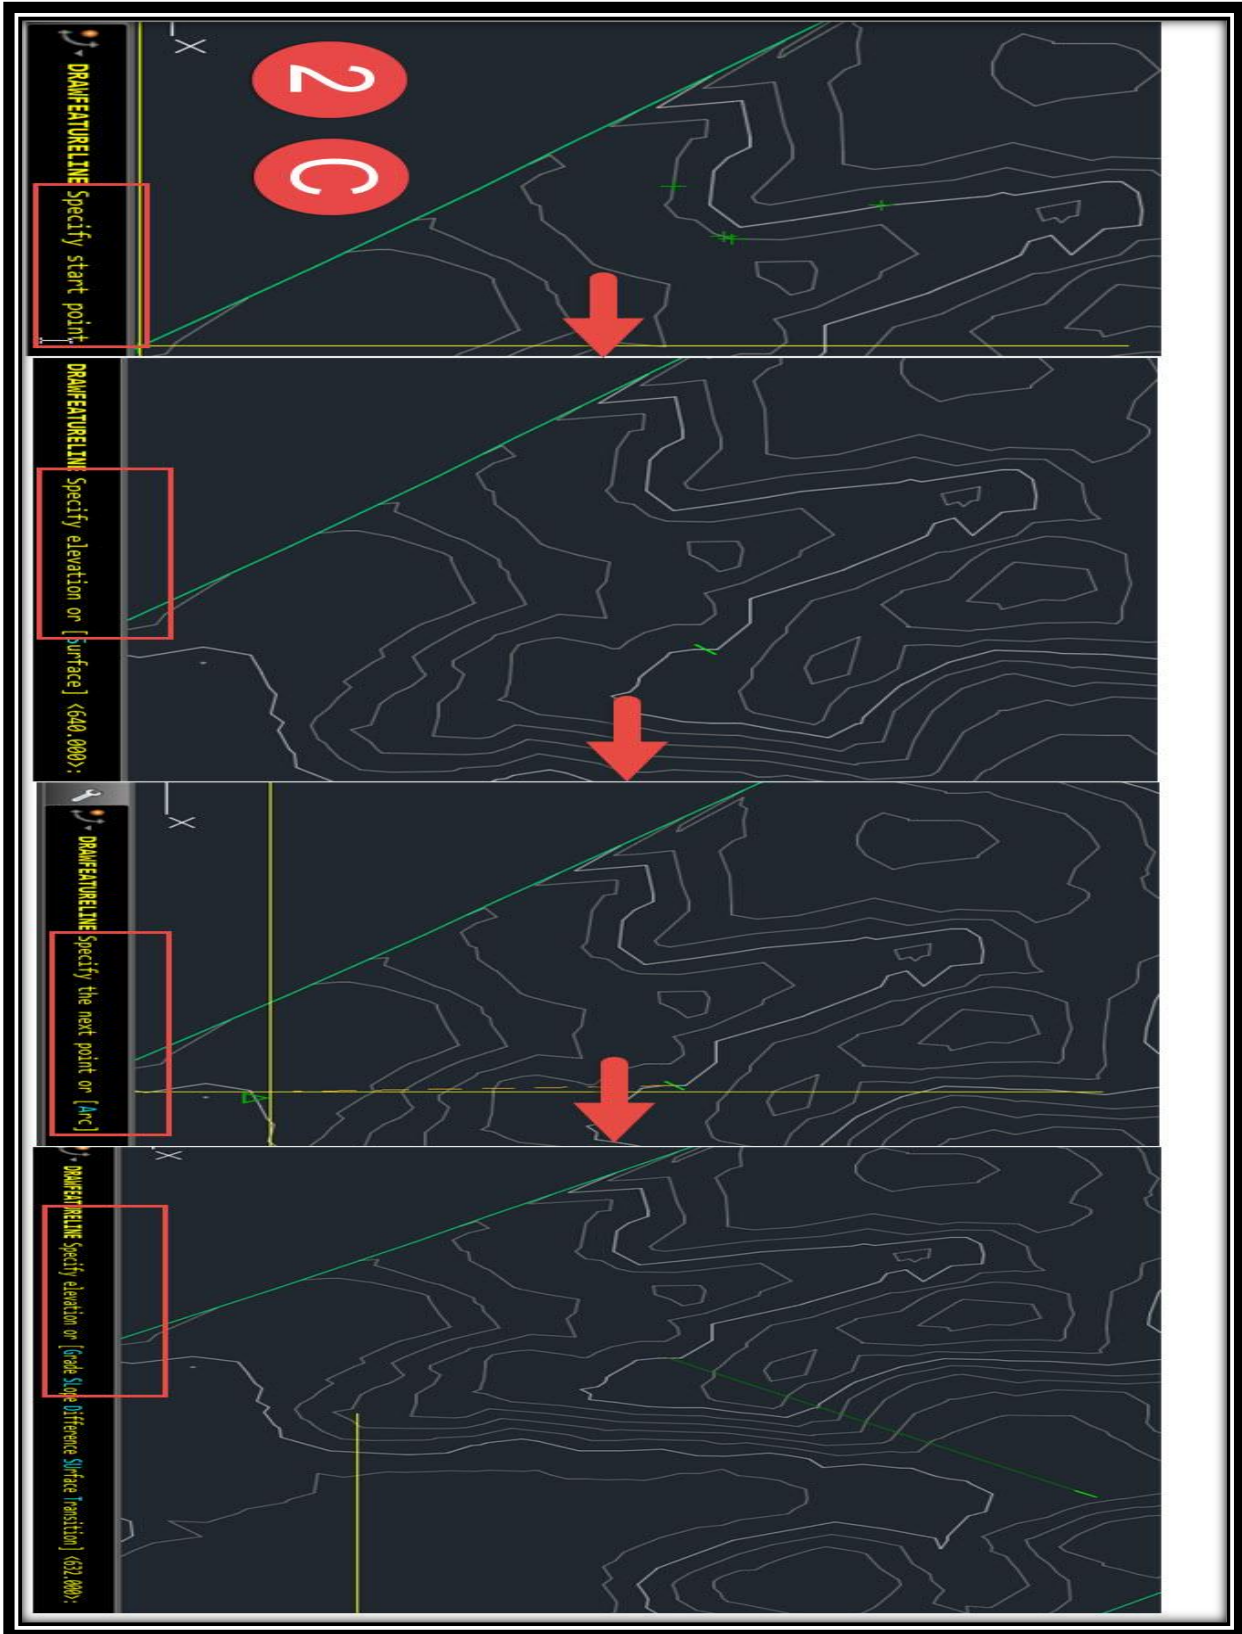 2
C
DRAWFEATURELINE Specify start point
DRAWFEATURELINE Specify elevation or [Surface] <640.000>:
DRAWFEATURELINE Specify the next point or [Arc]
DRAWFEATURELINE Specify elevation or [Grade SLope Difference SUrface Transition] <632.000>:
X
X
X